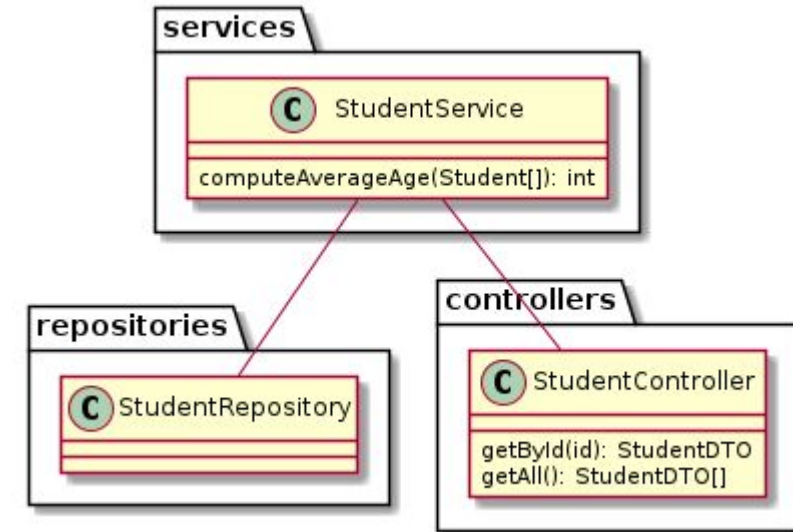 services
C StudentService
computeAverageAge(Student[]): int
repositories
C StudentRepository
controllers
C StudentController
getById(id): StudentDTO
getAll(): StudentDTO[]